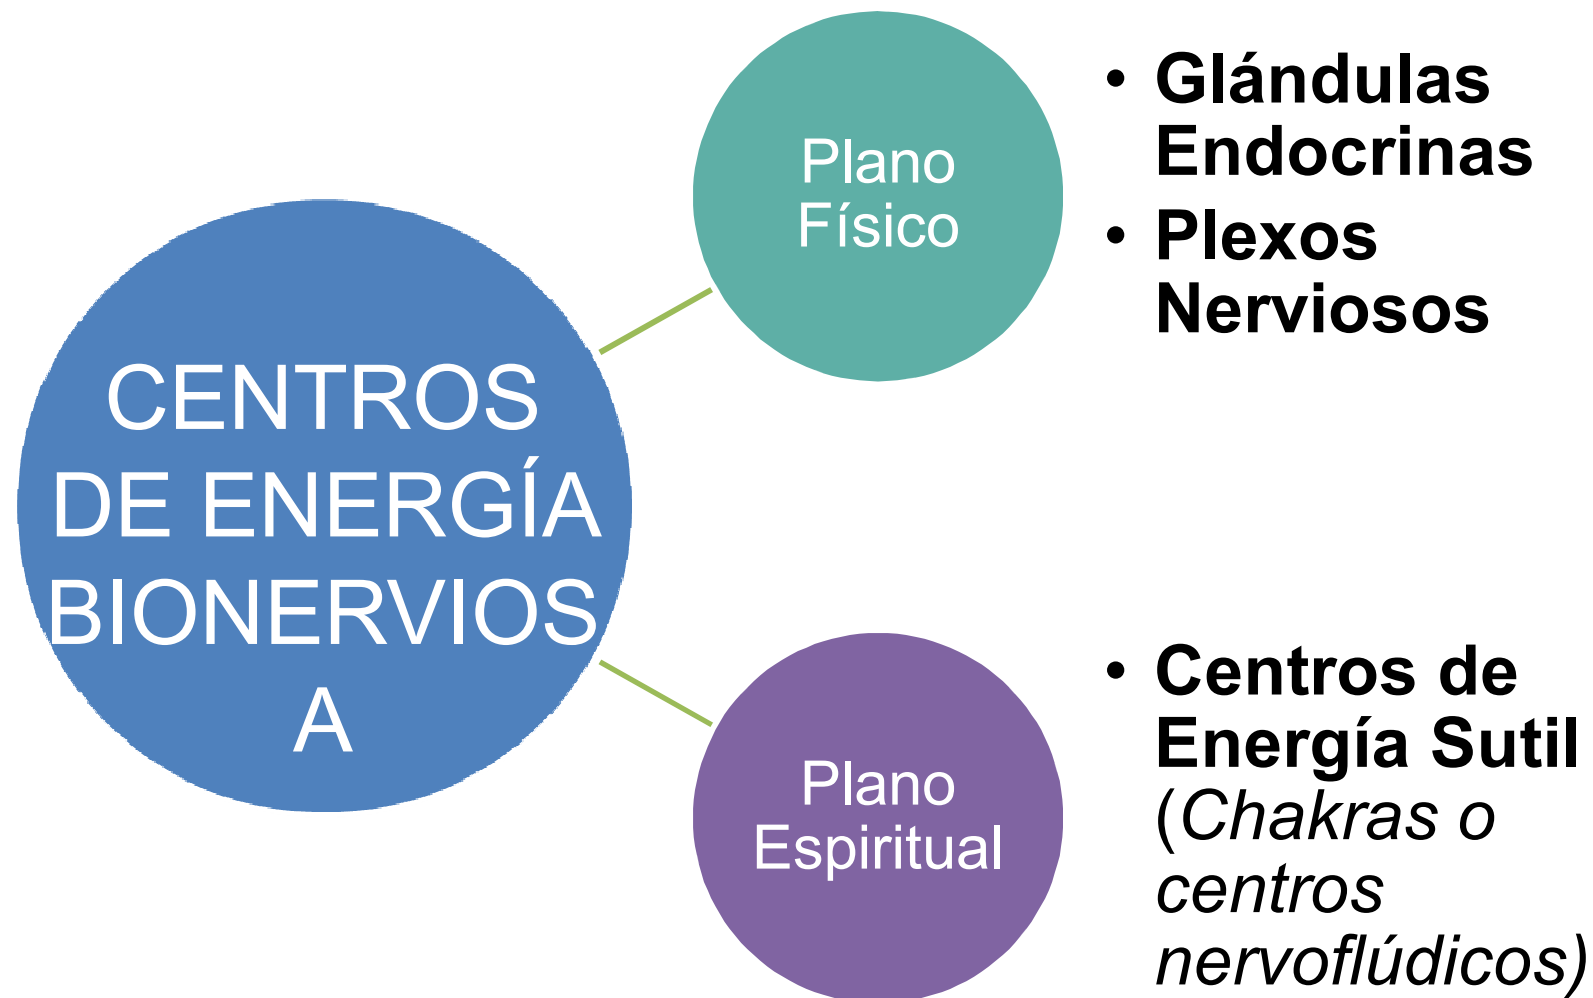 CENTROS
DE ENERGÍA
BIONERVIOS
A
Plano
Físico
• Glándulas
Endocrinas
• Plexos
Nerviosos
Plano
Espiritual
• Centros de
Energía Sutil
(Chakras o
centros
nervoflúdicos)